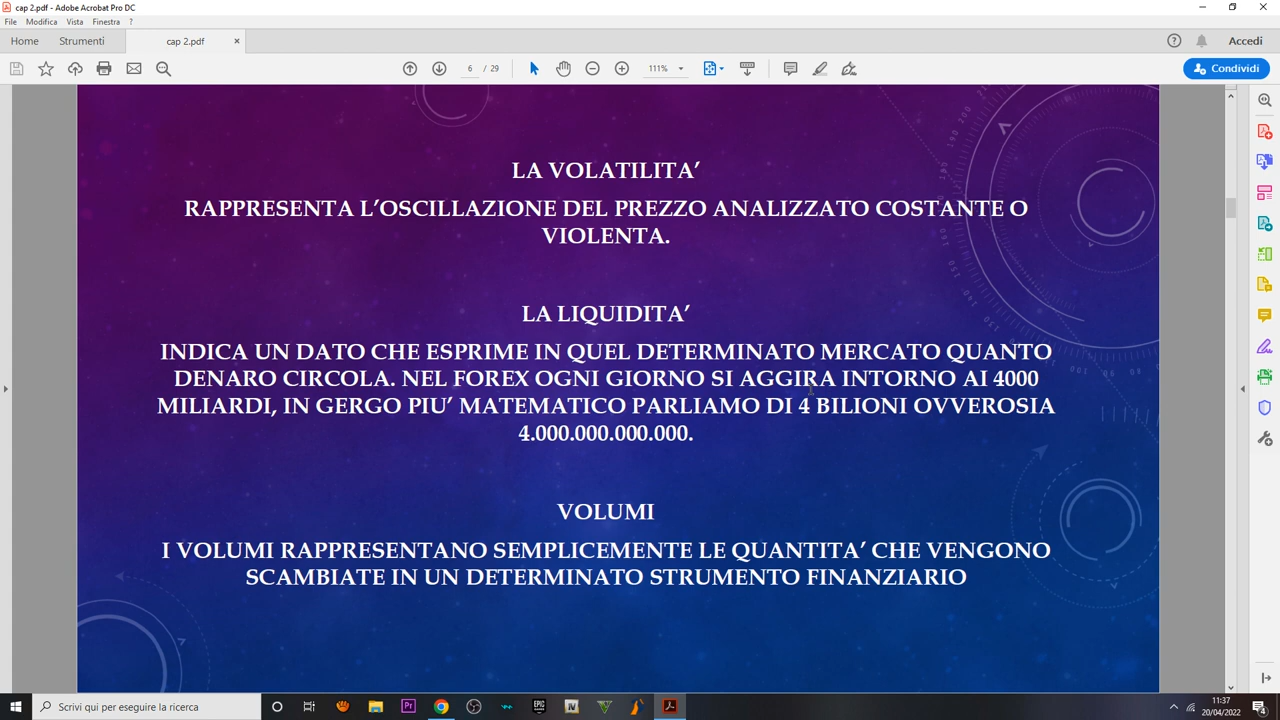 cap 2.pdf - Adobe Acrobat Pro DC
File Modifica Vista Finestra ?
Home Strumenti cap 2.pdf × Accedi
6 / 29 111% Condividi
LA VOLATILITA’
RAPPRESENTA L’OSCILLAZIONE DEL PREZZO ANALIZZATO COSTANTE O
VIOLENTA.
LA LIQUIDITA’
INDICA UN DATO CHE ESPRIME IN QUEL DETERMINATO MERCATO QUANTO
DENARO CIRCOLA. NEL FOREX OGNI GIORNO SI AGGIRA INTORNO AI 4000
MILIARDI, IN GERGO PIU’ MATEMATICO PARLIAMO DI 4 BILIONI OVVEROSIA
4.000.000.000.000.
VOLUMI
I VOLUMI RAPPRESENTANO SEMPLICEMENTE LE QUANTITA’ CHE VENGONO
SCAMBIATE IN UN DETERMINATO STRUMENTO FINANZIARIO
Scrivi qui per eseguire la ricerca
Pr
EPIC
IV
11:37
20/04/2022
4